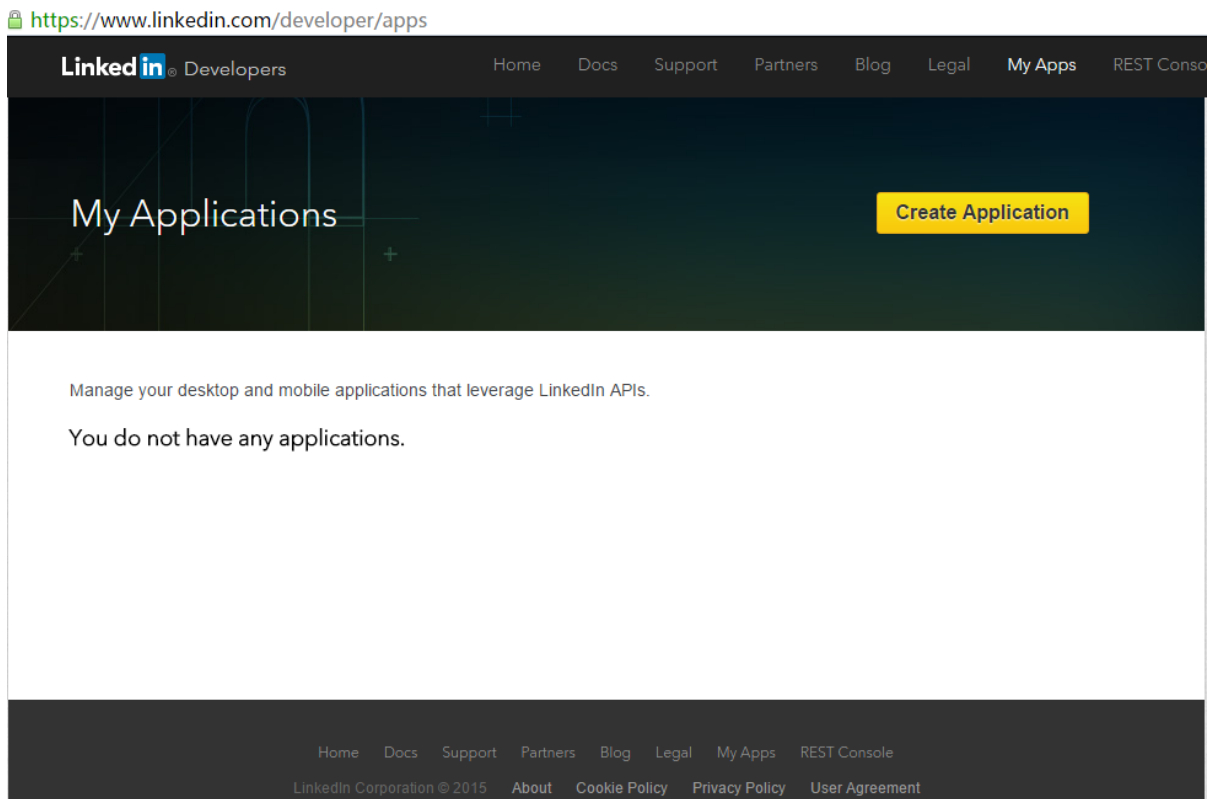 https://www.linkedin.com/developer/apps
Linked in ® Developers Home Docs Support Partners Blog Legal My Apps REST Conso
My Applications
Create Application
Manage your desktop and mobile applications that leverage LinkedIn APIs.
You do not have any applications.
Home Docs Support Partners Blog Legal My Apps REST Console
LinkedIn Corporation © 2015 About Cookie Policy Privacy Policy User Agreement